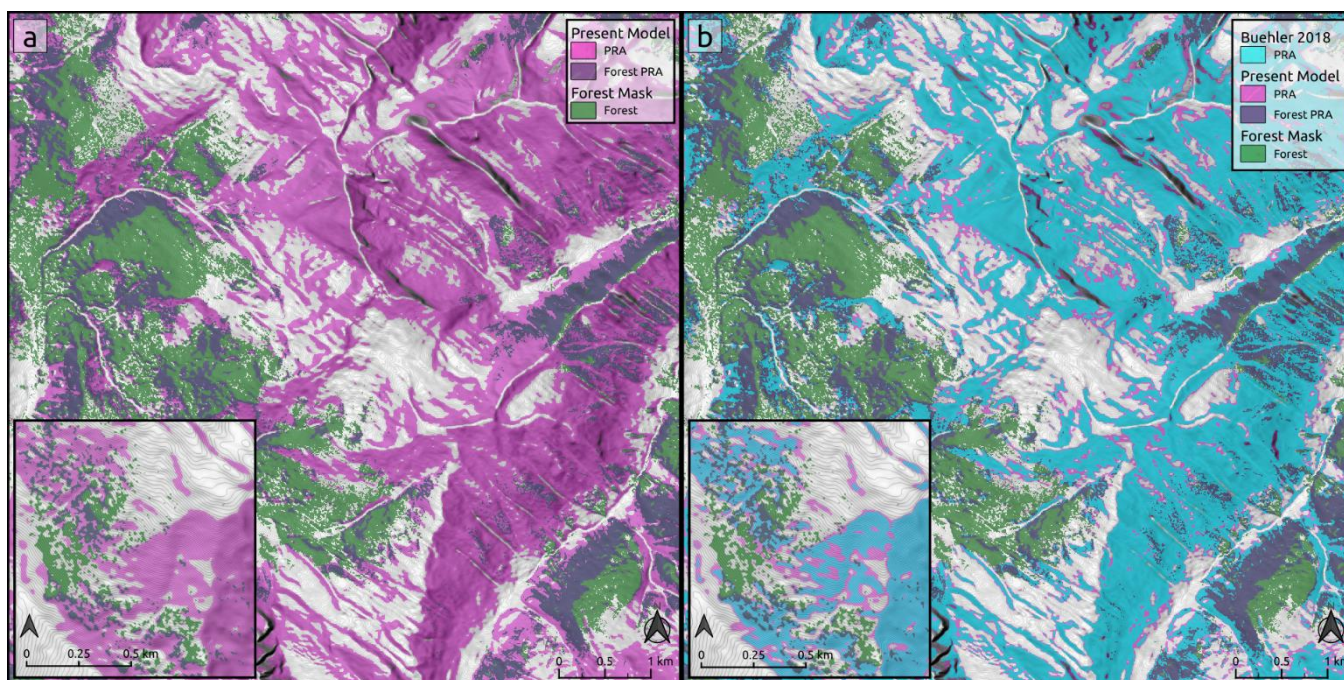 a
Present Model
PRA
Forest PRA
Forest Mask
Forest
0 0.25 0.5 km
0 0.5 1 km
b
Buehler 2018
PRA
Present Model
PRA
Forest PRA
Forest Mask
Forest
0 0.25 0.5 km
0 0.5 1 km